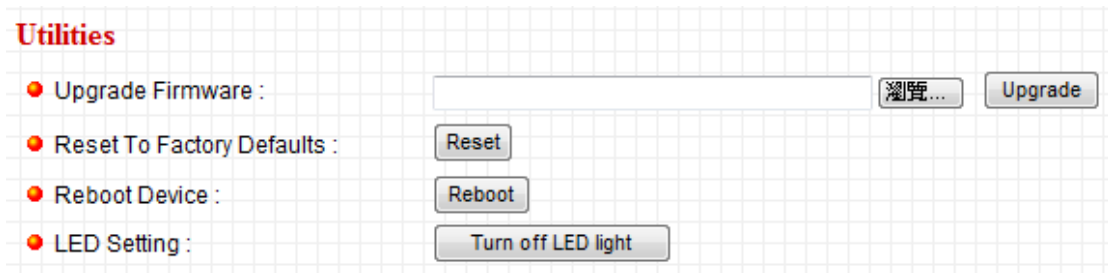 Utilities
Upgrade Firmware : 瀏覽... Upgrade
Reset To Factory Defaults : Reset
Reboot Device : Reboot
LED Setting : Turn off LED light